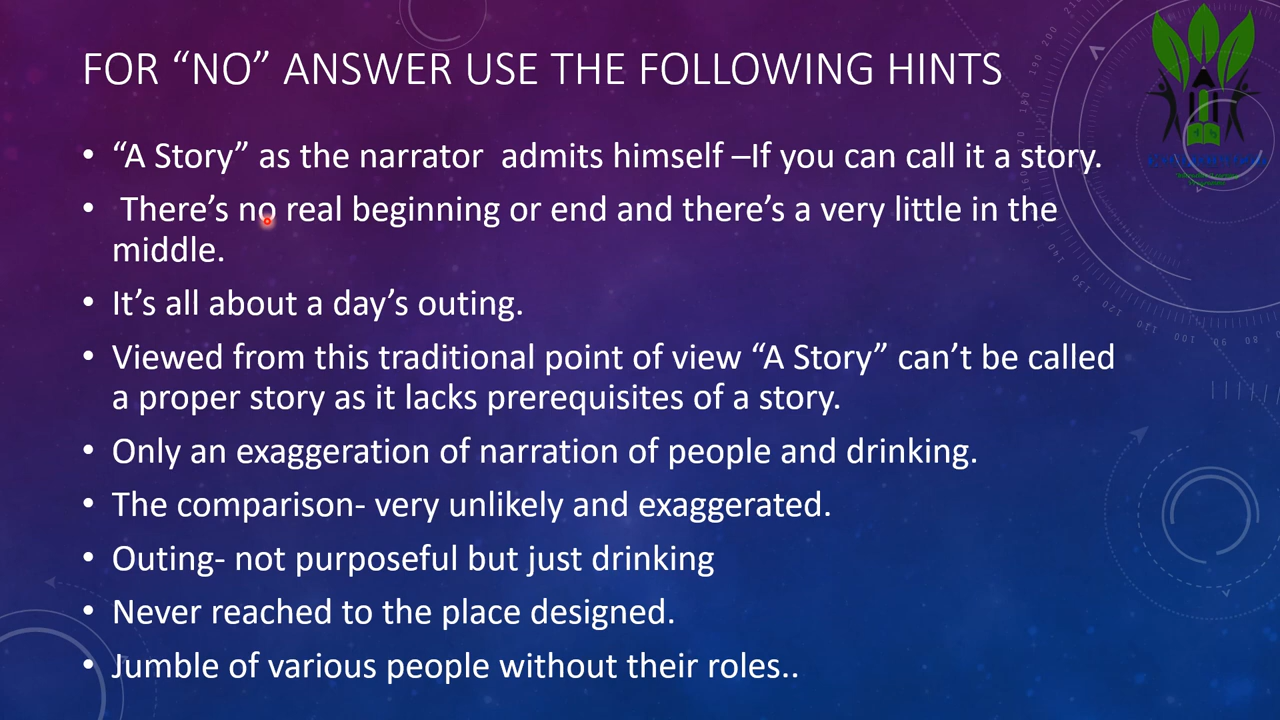 FOR “NO” ANSWER USE THE FOLLOWING HINTS
• “A Story” as the narrator admits himself –If you can call it a story.
• There’s no real beginning or end and there’s a very little in the
middle.
• It’s all about a day’s outing.
• Viewed from this traditional point of view “A Story” can’t be called
a proper story as it lacks prerequisites of a story.
• Only an exaggeration of narration of people and drinking.
• The comparison- very unlikely and exaggerated.
• Outing- not purposeful but just drinking
• Never reached to the place designed.
• Jumble of various people without their roles..